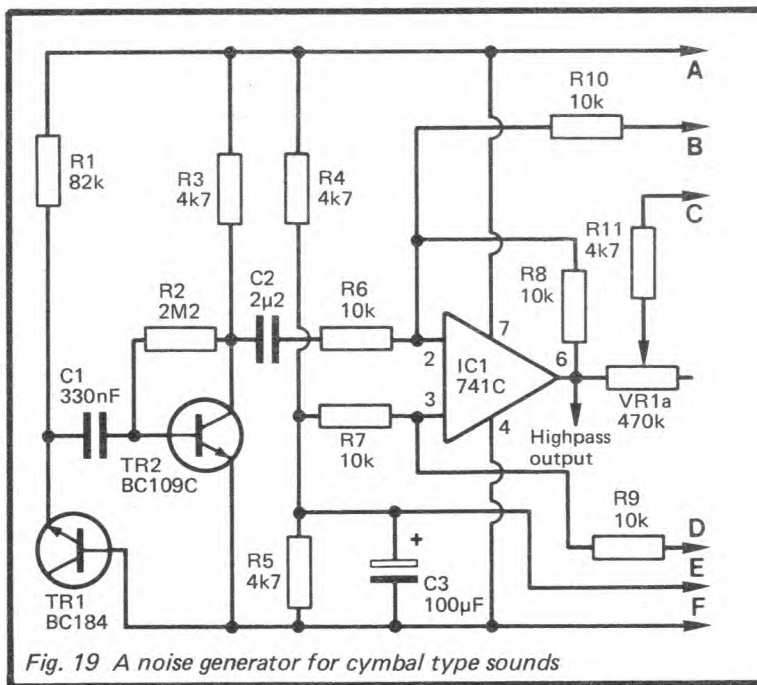 A
R10
10k
B
R1
82k
R3
4k7
R4
4k7
C
R11
4k7
R2
2M2
C2
2µ2
R6
10k
R8
10k
C1
330nF
2
7
IC1
741C
6
3
4
R7
10k
VR1a
470k
Highpass
output
TR2
BC109C
R9
10k
D
R5
4k7
+
C3
100µF
E
TR1
BC184
F
Fig. 19 A noise generator for cymbal type sounds